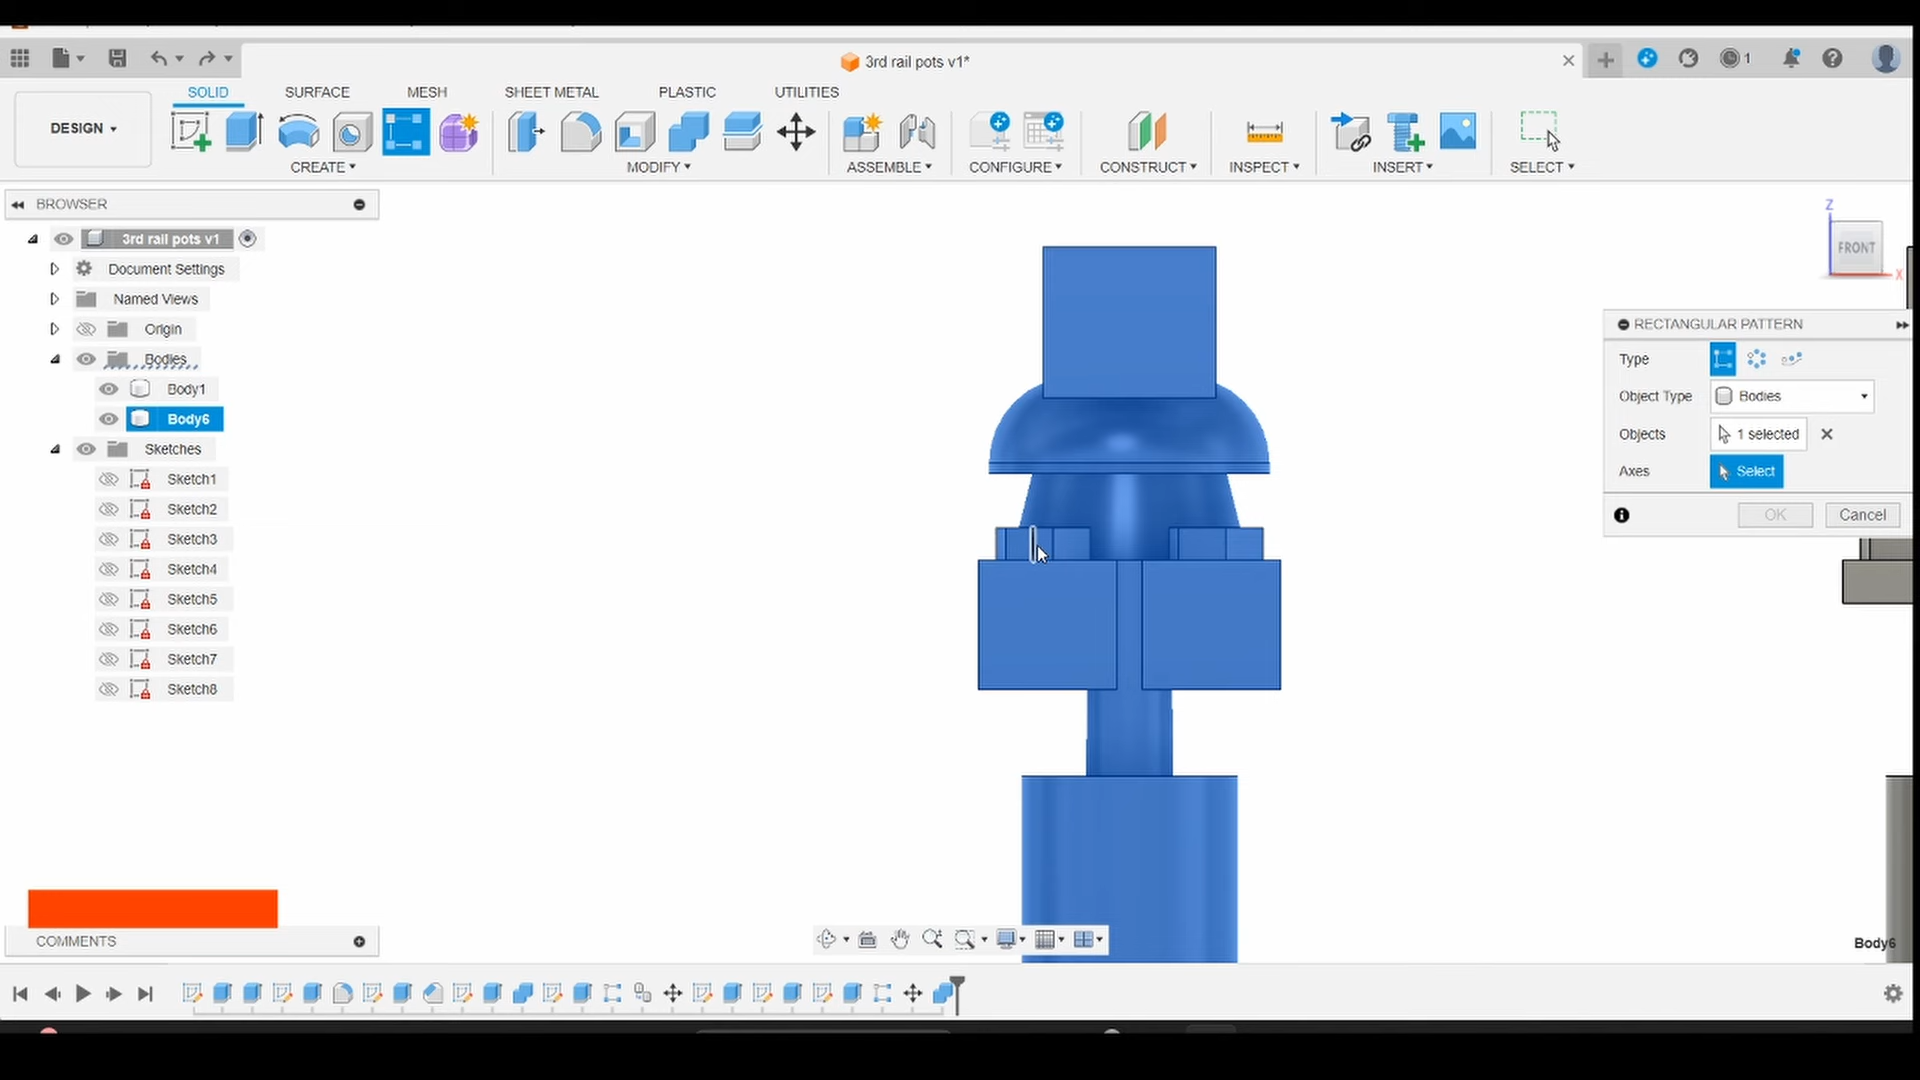 3rd rail pots v1*
1
DESIGN
SOLID
SURFACE
MESH
SHEET METAL
PLASTIC
UTILITIES
CREATE
MODIFY
ASSEMBLE
CONFIGURE
CONSTRUCT
INSPECT
INSERT
SELECT
BROWSER
3rd rail pots v1
Document Settings
Named Views
Origin
Bodies
Body1
Body6
Sketches
Sketch1
Sketch2
Sketch3
Sketch4
Sketch5
Sketch6
Sketch7
Sketch8
Z
FRONT
X
RECTANGULAR PATTERN
Type
Object Type
Bodies
Objects
1 selected
Axes
Select
OK
Cancel
COMMENTS
Body6